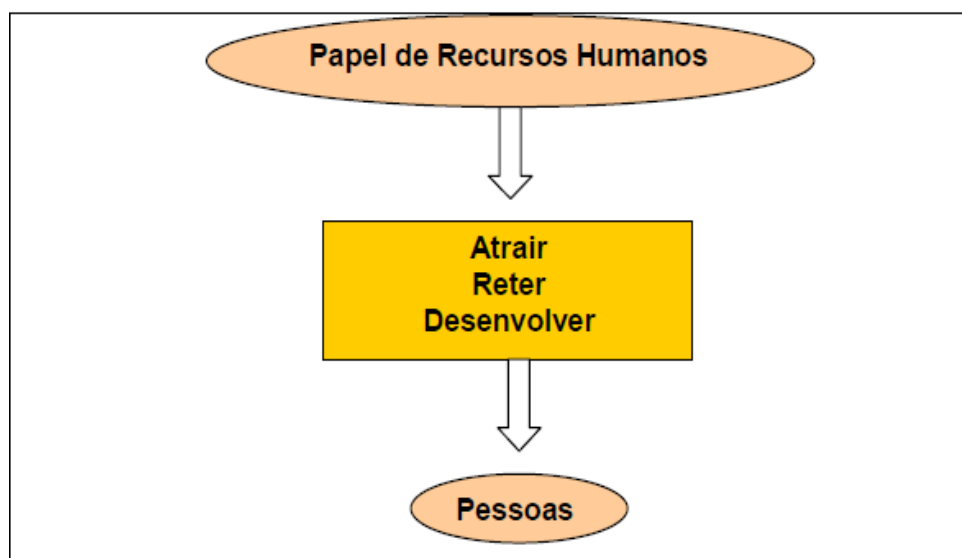 Papel de Recursos Humanos
Atrair
Reter
Desenvolver
Pessoas